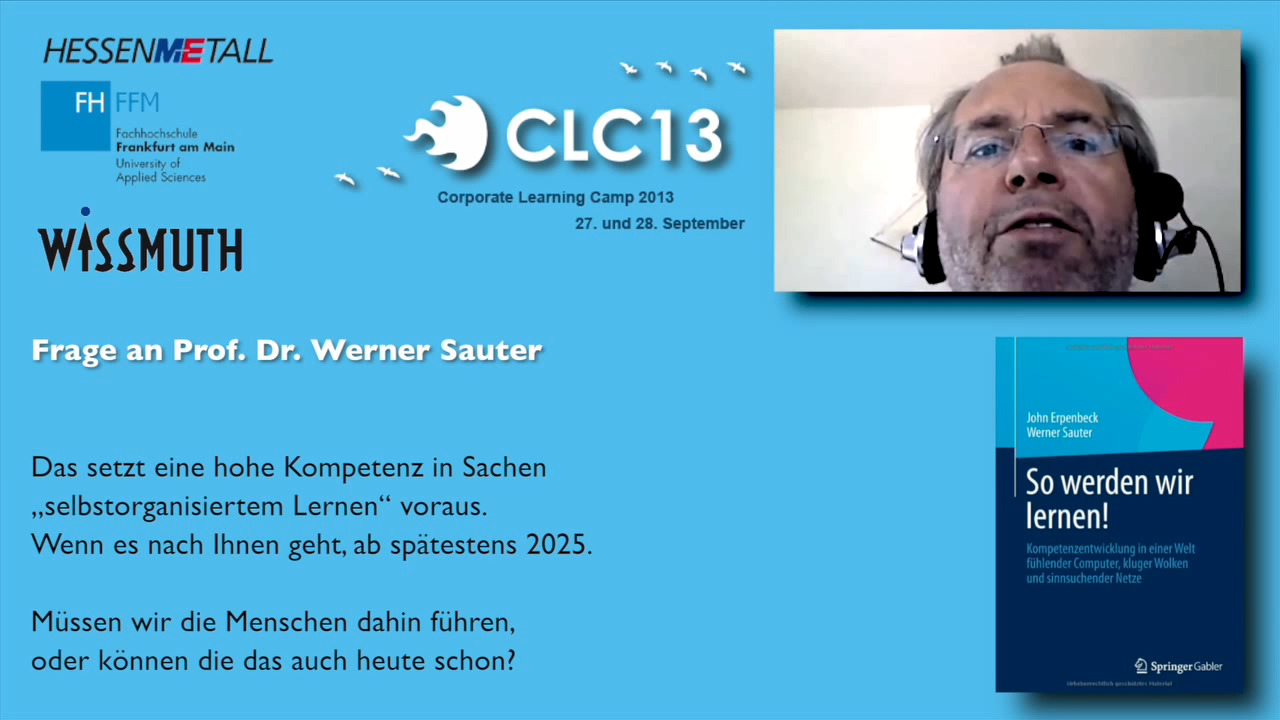 HESSENMETALL
FH FFM
Fachhochschule
Frankfurt am Main
University of
Applied Sciences
WISSMUTH
CLC13
Corporate Learning Camp 2013
27. und 28. September
Frage an Prof. Dr. Werner Sauter
Das setzt eine hohe Kompetenz in Sachen
„selbstorganisiertem Lernen“ voraus.
Wenn es nach Ihnen geht, ab spätestens 2025.
Müssen wir die Menschen dahin führen,
oder können die das auch heute schon?
John Erpenbeck
Werner Sauter
So werden wir
lernen!
Kompetenzentwicklung in einer Welt
fühlender Computer, kluger Wolken
und sinnsuchender Netze
Springer Gabler
Urheberrechtlich geschütztes Material